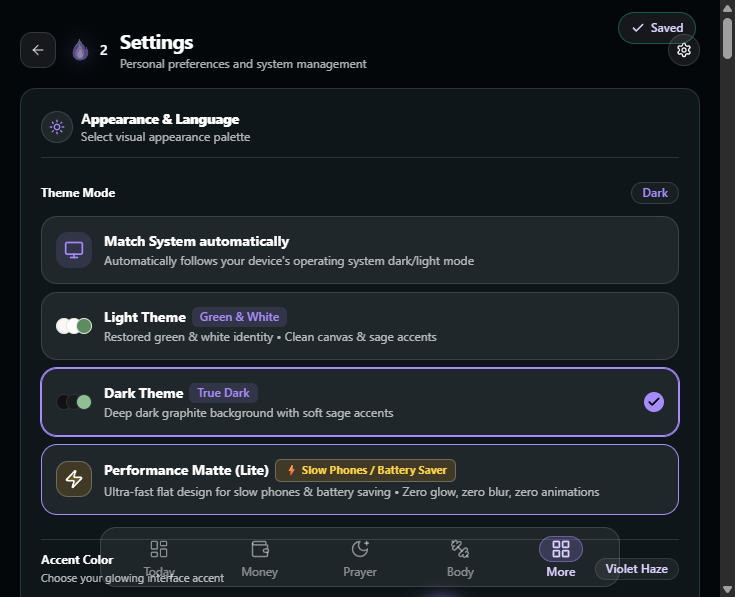 Saved
2
Settings
Personal preferences and system management
Appearance & Language
Select visual appearance palette
Theme Mode
Dark
Match System automatically
Automatically follows your device's operating system dark/light mode
Light Theme
Green & White
Restored green & white identity • Clean canvas & sage accents
Dark Theme
True Dark
Deep dark graphite background with soft sage accents
Performance Matte (Lite)
Slow Phones / Battery Saver
Ultra-fast flat design for slow phones & battery saving • Zero glow, zero blur, zero animations
Accent Color
Choose your glowing interface accent
Violet Haze
Today
Money
Prayer
Body
More